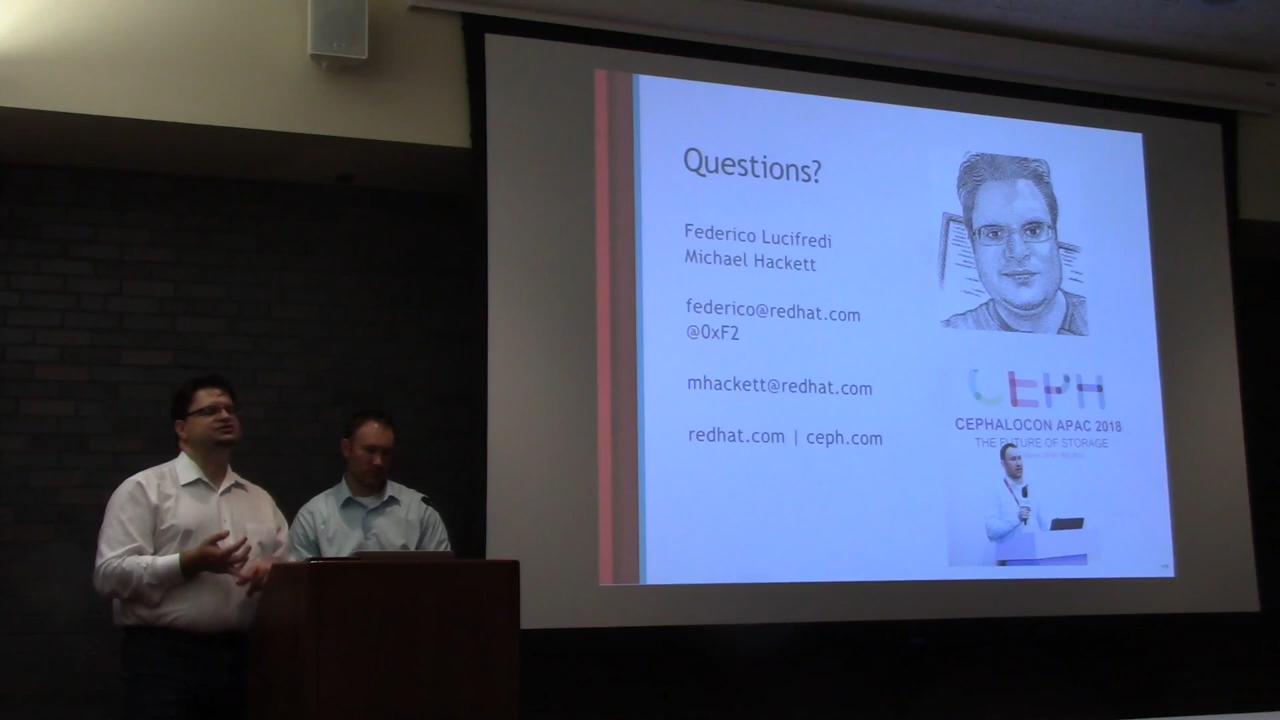 Questions?
Federico Lucifredi
Michael Hackett
federico@redhat.com
@0xF2
mhackett@redhat.com
redhat.com | ceph.com
CEPH
CEPHALOCON APAC 2018
THE FUTURE OF STORAGE